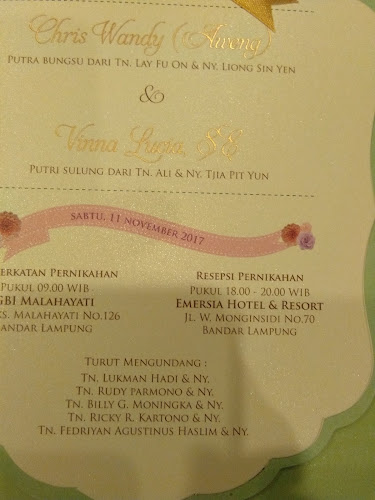 Chris Wandy (Awong)
Putra bungsu dari Tn. Lay Fu On & Ny. Liong Sin Yen
&
Vinna Lusia, SE
Putri sulung dari Tn. Ali & Ny. Tjia Pit Yun
Sabtu, 11 November 2017
erkatan Pernikahan
Pukul 09.00 WIB
GBI Malahayati
ks. Malahayati No.126
andar Lampung
Resepsi Pernikahan
Pukul 18.00 - 20.00 WIB
Emersia Hotel & Resort
Jl. W. Monginsidi No.70
Bandar Lampung
Turut Mengundang :
Tn. Lukman Hadi & Ny.
Tn. Rudy Parmono & Ny.
Tn. Billy G. Moningka & Ny.
Tn. Ricky R. Kartono & Ny.
Tn. Fedriyan Agustinus Haslim & Ny.